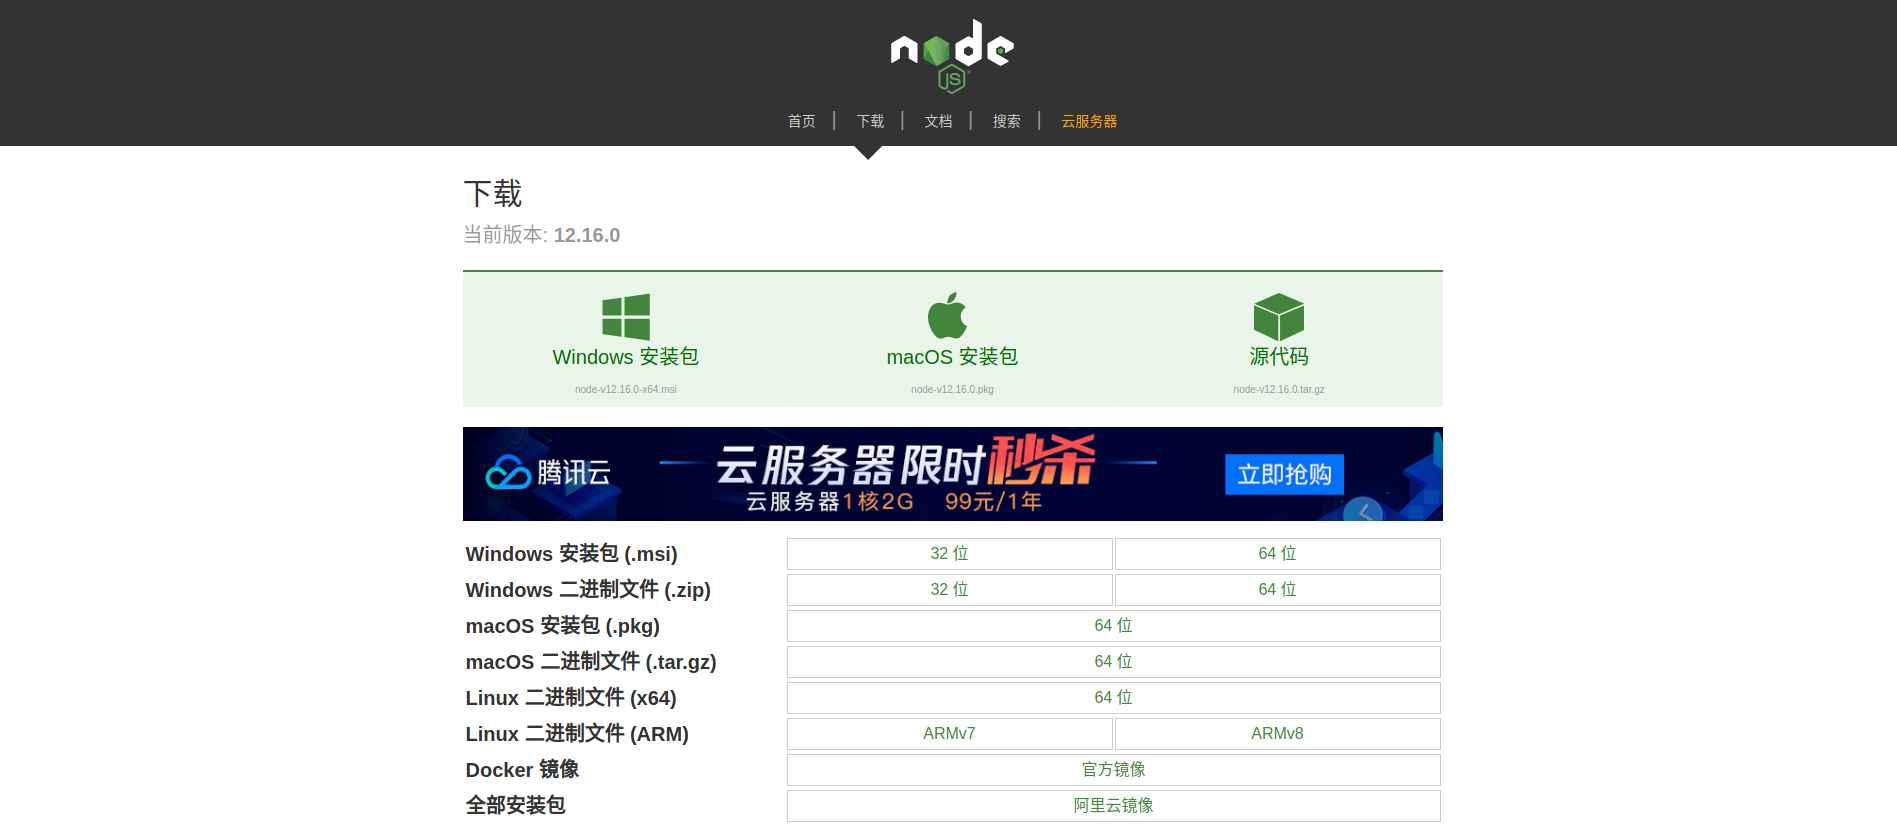 node
JS
首页 | 下载 | 文档 | 搜索 | 云服务器
下载
当前版本: 12.16.0
Windows 安装包 macOS 安装包 源代码
node-v12.16.0-x64.msi node-v12.16.0.pkg node-v12.16.0.tar.gz
腾讯云 云服务器限时秒杀 立即抢购
云服务器1核2G 99元/1年
Windows 安装包 (.msi) 32 位 64 位
Windows 二进制文件 (.zip) 32 位 64 位
macOS 安装包 (.pkg) 64 位
macOS 二进制文件 (.tar.gz) 64 位
Linux 二进制文件 (x64) 64 位
Linux 二进制文件 (ARM) ARMv7 ARMv8
Docker 镜像 官方镜像
全部安装包 阿里云镜像